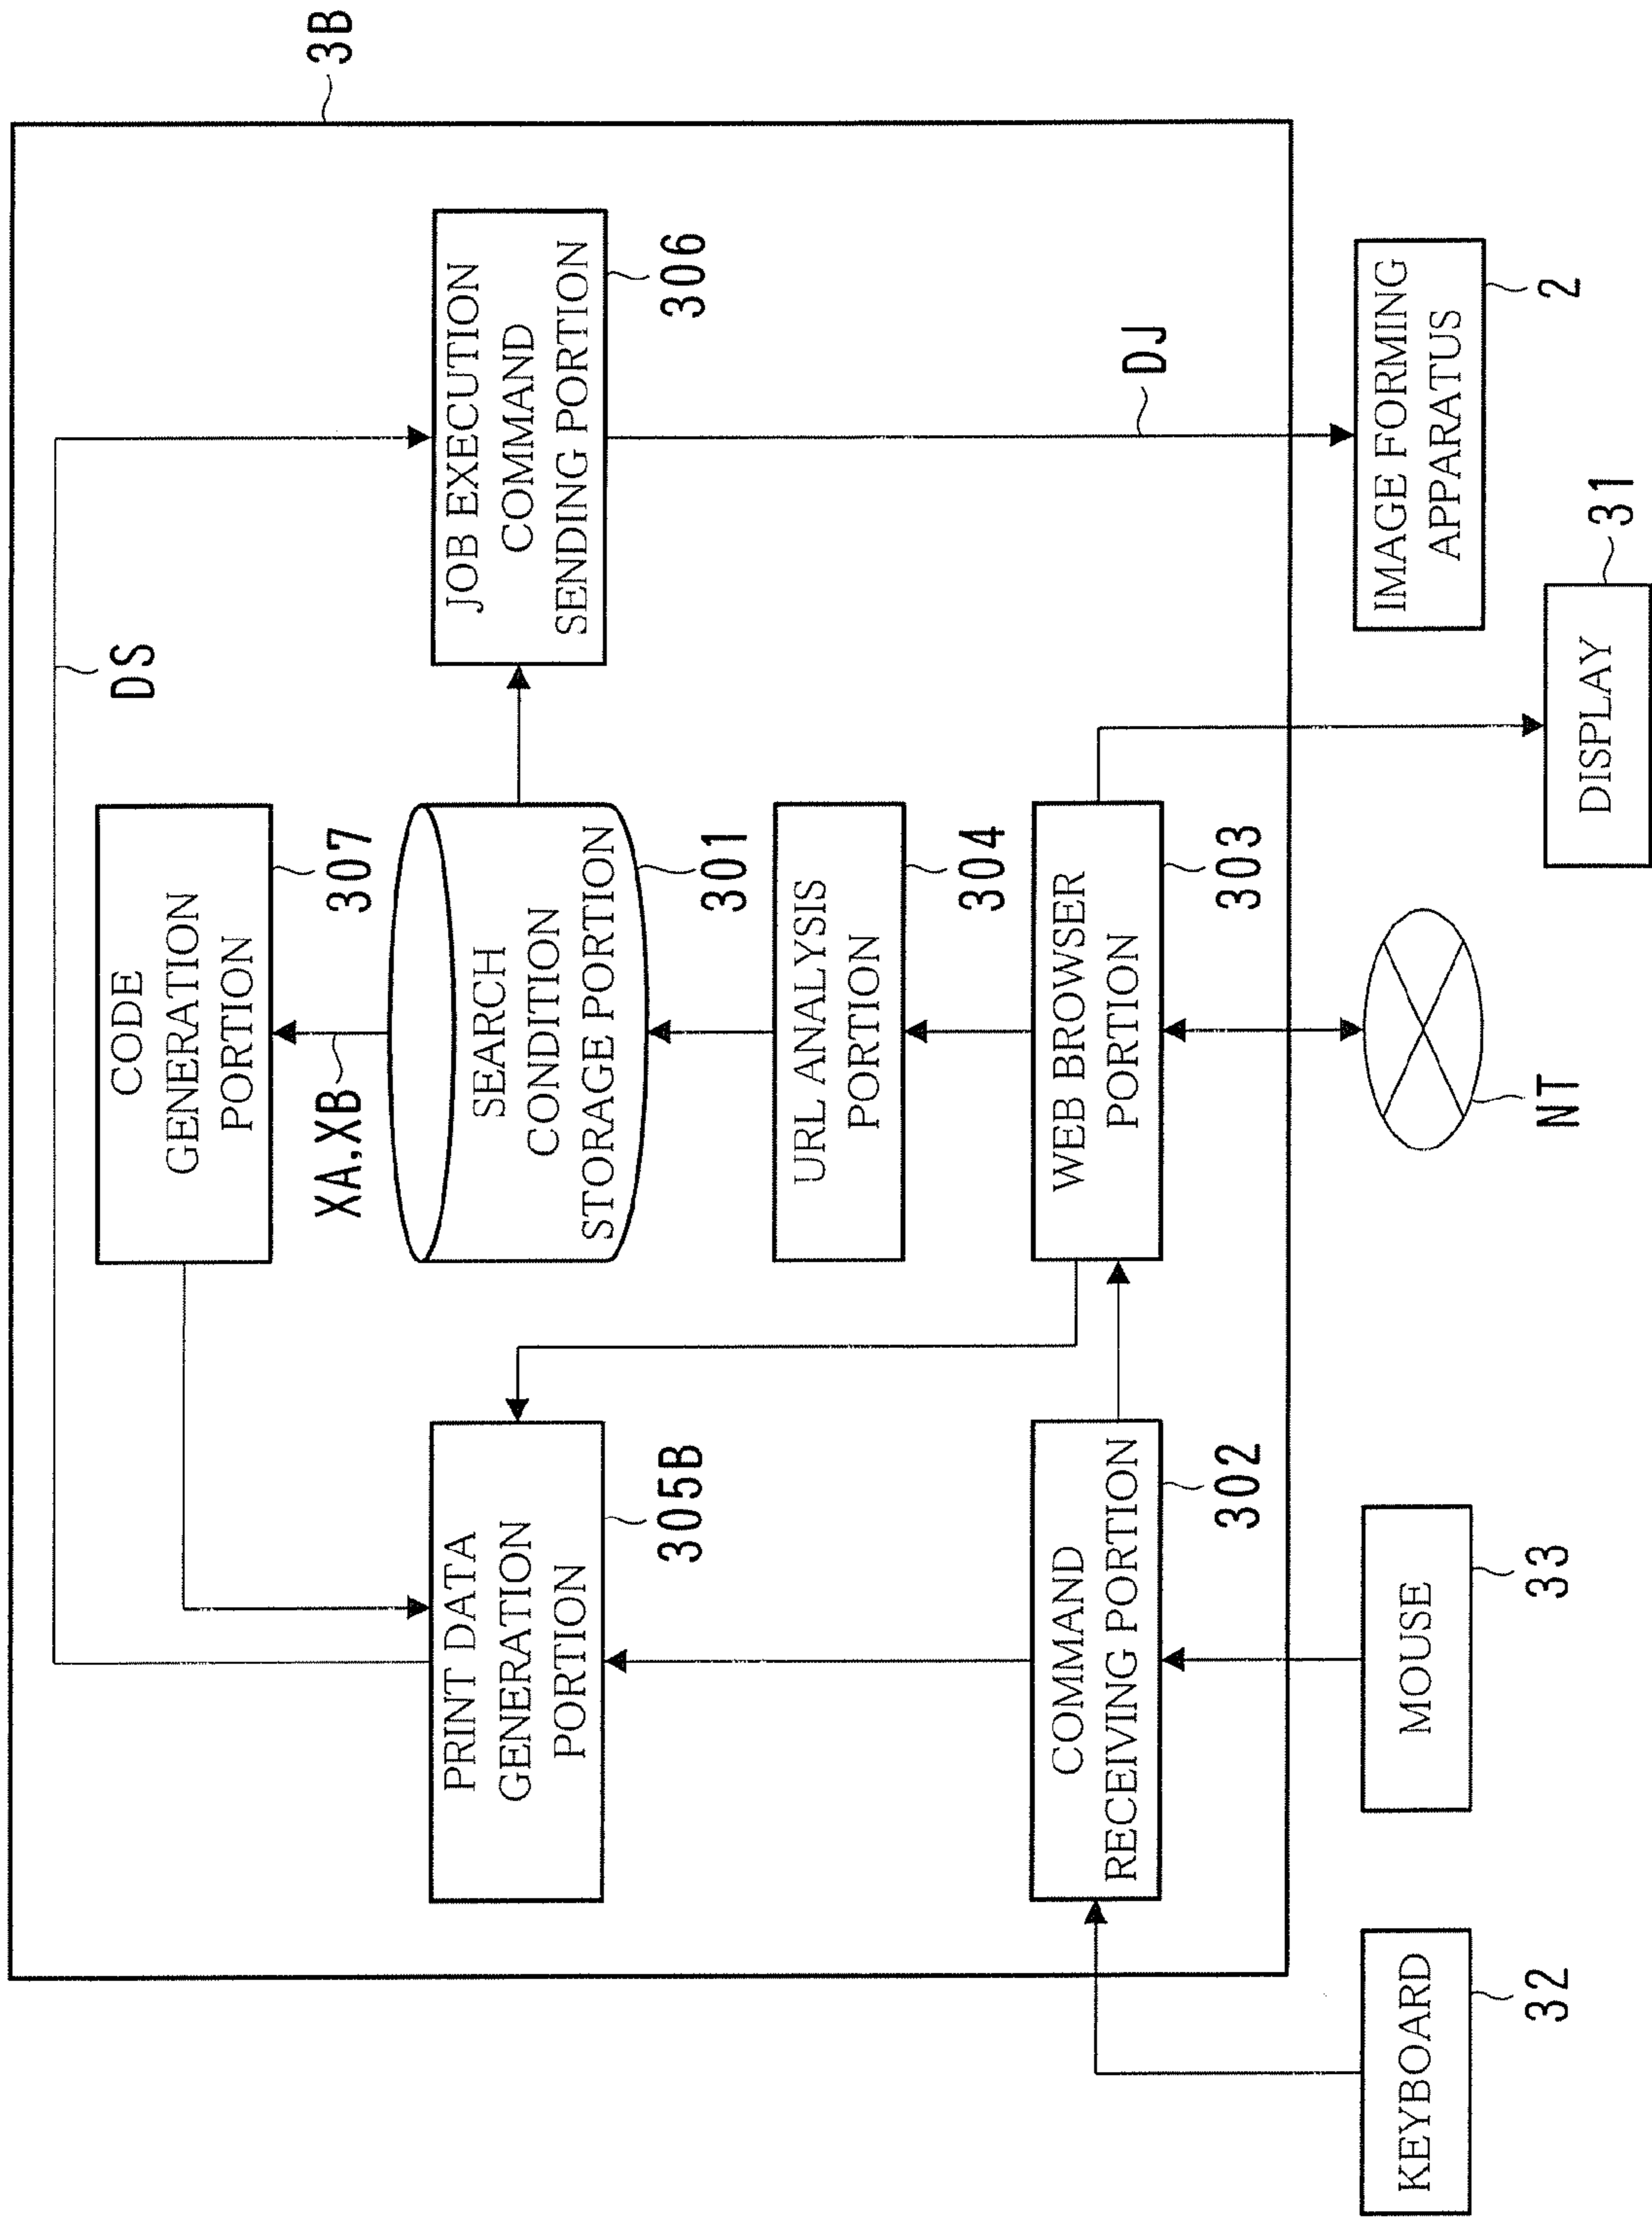 3B
CODE
GENERATION
PORTION
307
DS
XA,XB
PRINT DATA
GENERATION
PORTION
305B
SEARCH
CONDITION
STORAGE PORTION
301
JOB EXECUTION
COMMAND
SENDING PORTION
306
URL ANALYSIS
PORTION
304
COMMAND
RECEIVING PORTION
302
WEB BROWSER
PORTION
303
DJ
KEYBOARD
32
MOUSE
33
NT
DISPLAY
31
IMAGE FORMING
APPARATUS
2